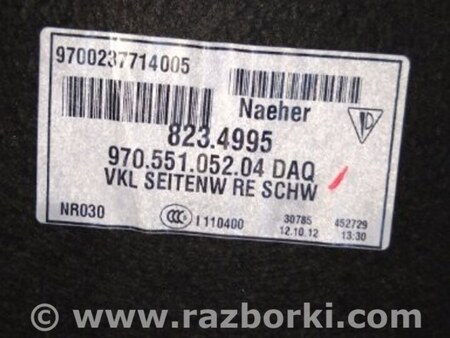 9700237714005
Naeher
823.4995
970.551.052.04 DAQ
VKL SEITENW RE SCHW
NR030
CCC I 110400
30785
12.10.12
452729
13:30
D
© www.razborki.com